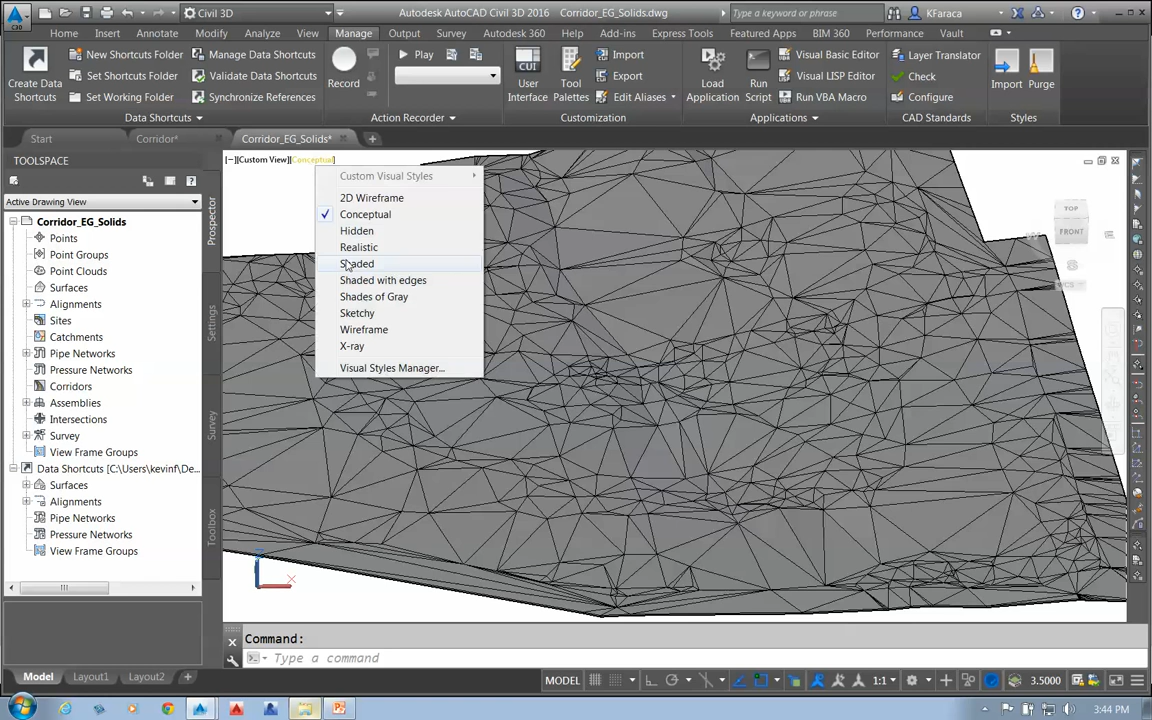 C3D
Civil 3D
Autodesk AutoCAD Civil 3D 2016 Corridor_EG_Solids.dwg
Type a keyword or phrase
KFaraca
Home Insert Annotate Modify Analyze View Manage Output Survey Autodesk 360 Help Add-ins Express Tools Featured Apps BIM 360 Performance Vault
Create Data Shortcuts
New Shortcuts Folder
Set Shortcuts Folder
Set Working Folder
Manage Data Shortcuts
Validate Data Shortcuts
Synchronize References
Data Shortcuts
Record
Play
Action Recorder
CUI
User Interface
Tool Palettes
Import
Export
Edit Aliases
Customization
Load Application
Run Script
Visual Basic Editor
Visual LISP Editor
Run VBA Macro
Applications
Layer Translator
Check
Configure
CAD Standards
Import
Purge
Styles
Start
Corridor*
Corridor_EG_Solids*
TOOLSPACE
Active Drawing View
Corridor_EG_Solids
Points
Point Groups
Point Clouds
Surfaces
Alignments
Sites
Catchments
Pipe Networks
Pressure Networks
Corridors
Assemblies
Intersections
Survey
View Frame Groups
Data Shortcuts [C:\Users\kevinf\De...
Surfaces
Alignments
Pipe Networks
Pressure Networks
View Frame Groups
Prospector
Settings
Survey
Toolbox
[−][Custom View][Conceptual]
Custom Visual Styles
2D Wireframe
Conceptual
Hidden
Realistic
Shaded
Shaded with edges
Shades of Gray
Sketchy
Wireframe
X-ray
Visual Styles Manager...
TOP
FRONT
W
E
S
WCS
Z
X
Command:
Type a command
Model Layout1 Layout2
MODEL
1:1
3.5000
3:44 PM